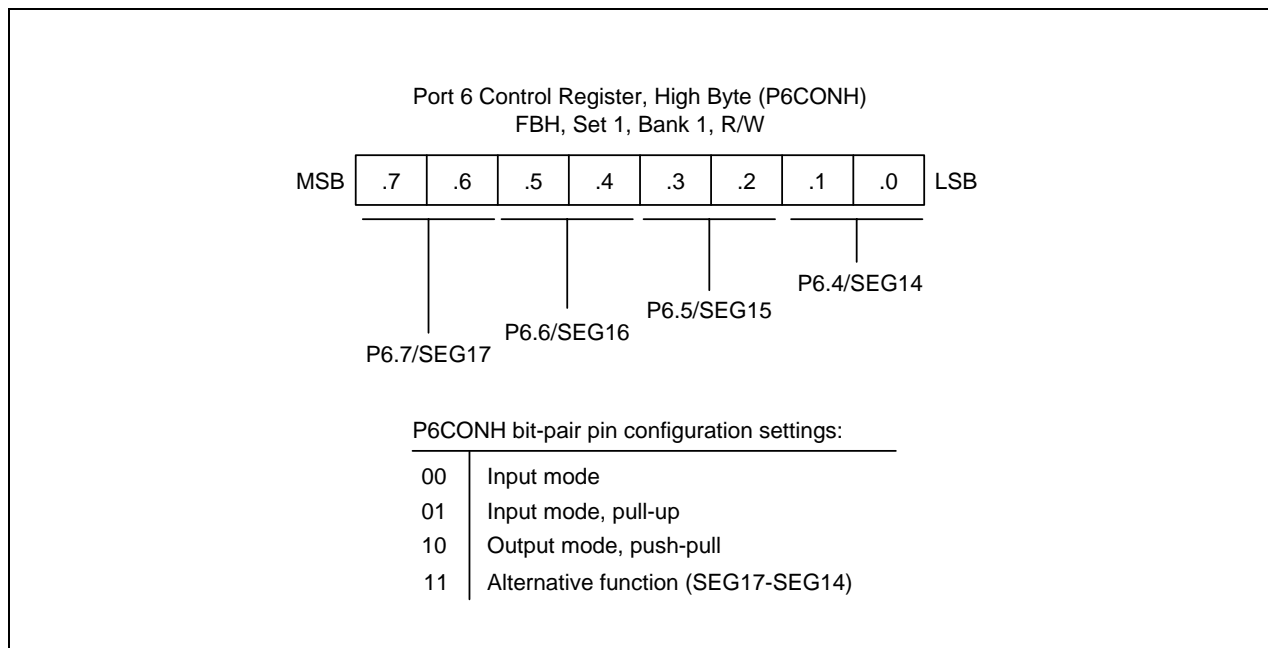 Port 6 Control Register, High Byte (P6CONH)
FBH, Set 1, Bank 1, R/W
MSB .7 .6 .5 .4 .3 .2 .1 .0 LSB
P6.4/SEG14
P6.5/SEG15
P6.6/SEG16
P6.7/SEG17
P6CONH bit-pair pin configuration settings:
00 Input mode
01 Input mode, pull-up
10 Output mode, push-pull
11 Alternative function (SEG17-SEG14)